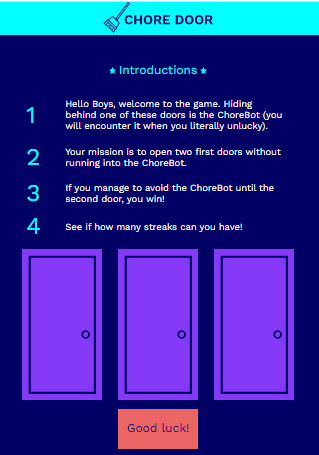 CHORE DOOR
Introductions
1
Hello Boys, welcome to the game. Hiding
behind one of these doors is the ChoreBot (you
will encounter it when you literally unlucky).
2
Your mission is to open two first doors without
running into the ChoreBot.
3
If you manage to avoid the ChoreBot until the
second door, you win!
4
See if how many streaks can you have!
Good luck!